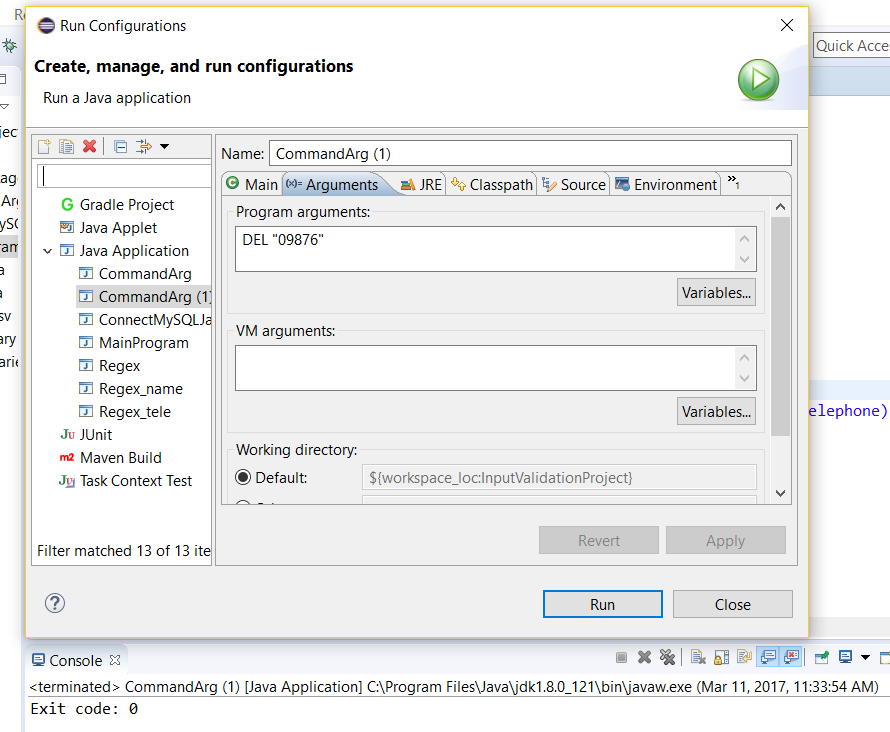 Run Configurations
Quick Acce
Create, manage, and run configurations
Run a Java application
Name: CommandArg (1)
Main (x)= Arguments JRE Classpath Source Environment »1
Program arguments:
DEL "09876"
Variables...
VM arguments:
Variables...
Working directory:
Default: ${workspace_loc:InputValidationProject}
Revert Apply
Gradle Project
Java Applet
Java Application
CommandArg
CommandArg (1)
ConnectMySQLJa
MainProgram
Regex
Regex_name
Regex_tele
JUnit
Maven Build
Task Context Test
Filter matched 13 of 13 ite
Run Close
elephone)
Console
<terminated> CommandArg (1) [Java Application] C:\Program Files\Java\jdk1.8.0_121\bin\javaw.exe (Mar 11, 2017, 11:33:54 AM)
Exit code: 0